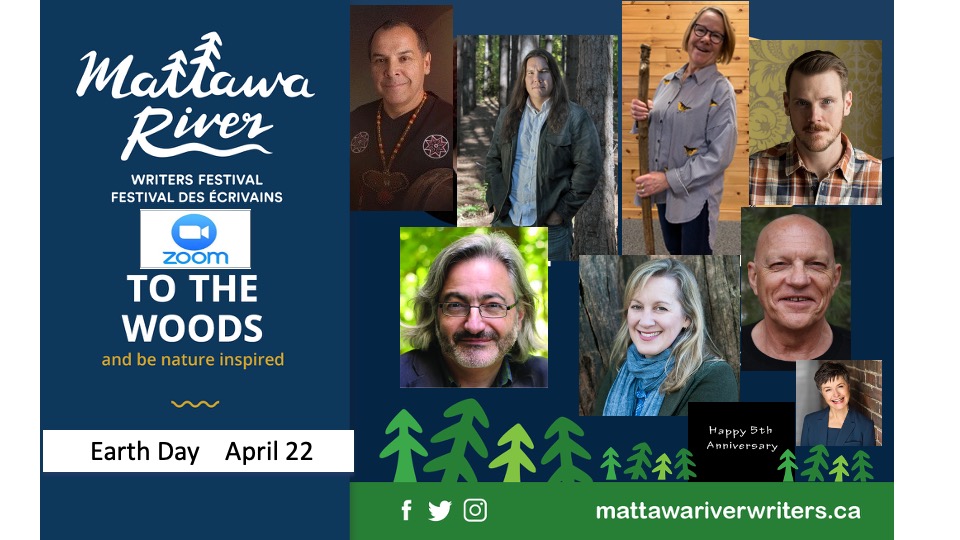 Mattawa
River
WRITERS FESTIVAL
FESTIVAL DES ÉCRIVAINS
zoom
TO THE
WOODS
and be nature inspired
Earth Day April 22
Happy 5th
Anniversary
mattawariverwriters.ca